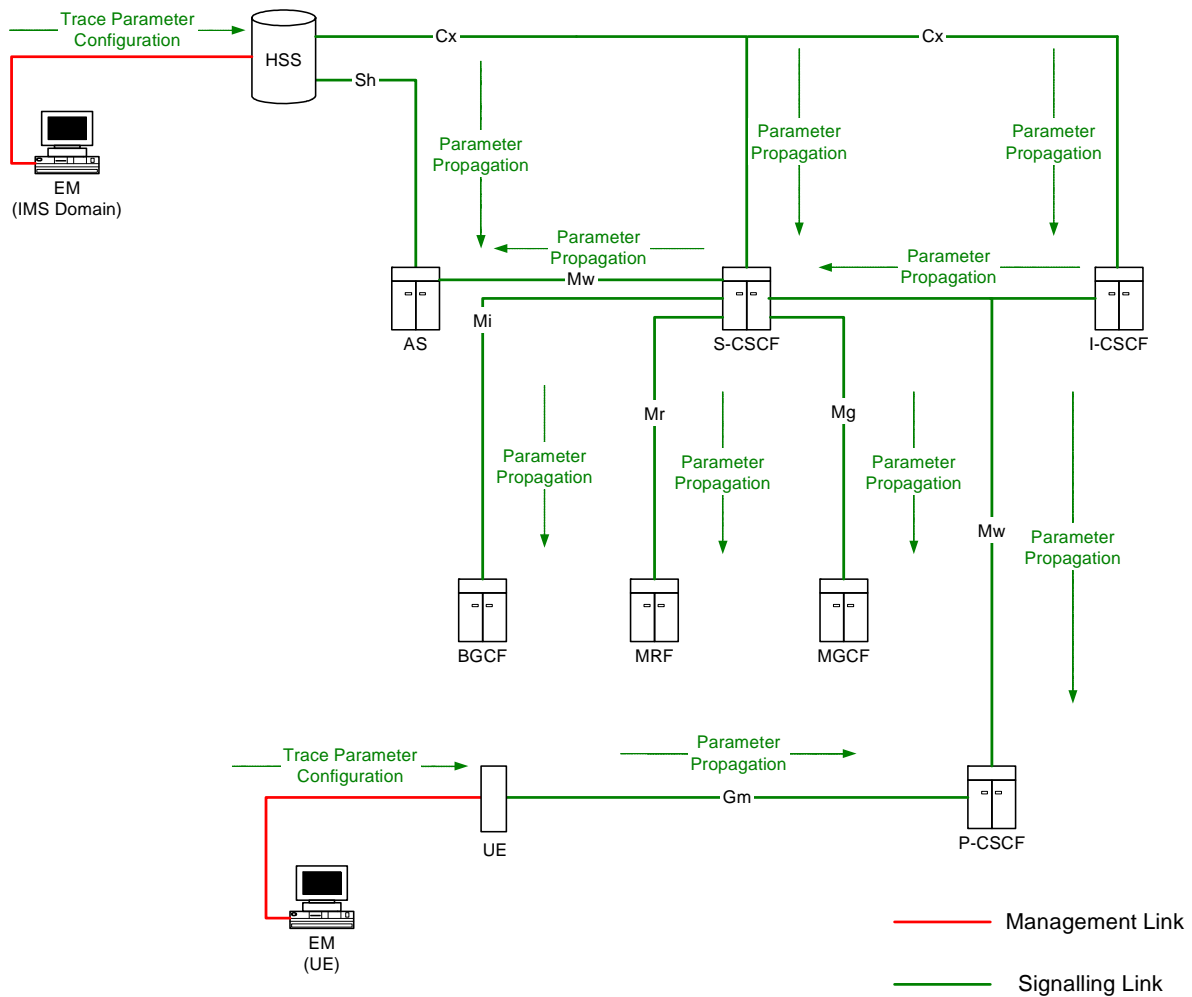 Trace Parameter
Configuration
HSS
Cx
Cx
Sh
Parameter
Propagation
Parameter
Propagation
Parameter
Propagation
EM
(IMS Domain)
Parameter
Propagation
Parameter
Propagation
Mw
AS
Mi
S-CSCF
I-CSCF
Mr
Mg
Parameter
Propagation
Parameter
Propagation
Parameter
Propagation
Mw
Parameter
Propagation
BGCF
MRF
MGCF
Trace Parameter
Configuration
Parameter
Propagation
Gm
UE
P-CSCF
EM
(UE)
Management Link
Signalling Link